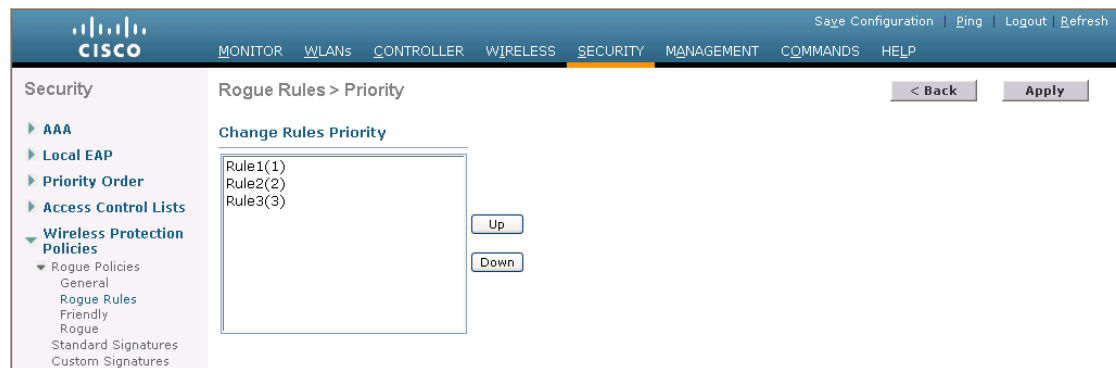 Save Configuration | Ping | Logout | Refresh
CISCO
MONITOR WLANs CONTROLLER WIRELESS SECURITY MANAGEMENT COMMANDS HELP
Security
AAA
Local EAP
Priority Order
Access Control Lists
Wireless Protection
Policies
Rogue Policies
General
Rogue Rules
Friendly
Rogue
Standard Signatures
Custom Signatures
Rogue Rules > Priority
< Back
Apply
Change Rules Priority
Rule1(1)
Rule2(2)
Rule3(3)
Up
Down